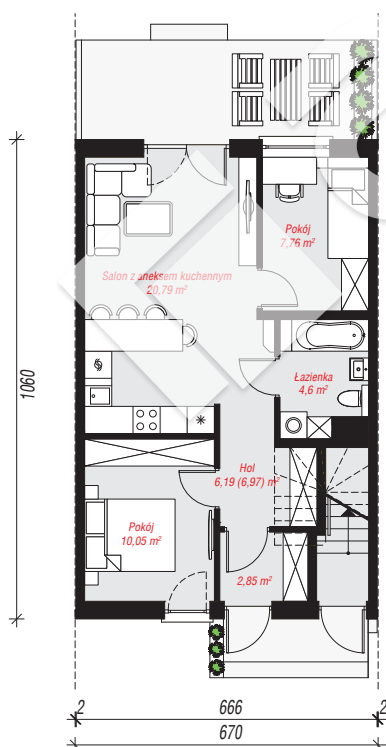 Pokój
7,76 m²
Salon z aneksem kuchennym
20,79 m²
Łazienka
4,6 m²
1060
Hol
6,19 (6,97) m²
Pokój
10,05 m²
2,85 m²
2 666 2
670